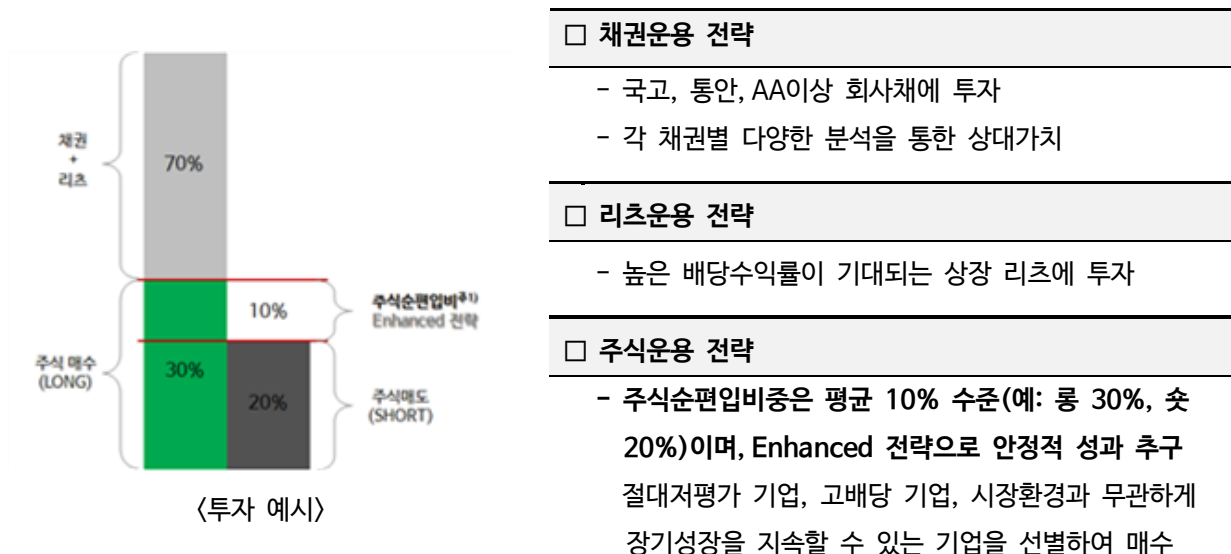 채권
+
리츠
70%
10%
주식순편입비주1)
Enhanced 전략
주식 매수
(LONG)
30%
20%
주식매도
(SHORT)
<투자 예시>
□ 채권운용 전략
- 국고, 통안, AA이상 회사채에 투자
- 각 채권별 다양한 분석을 통한 상대가치
□ 리츠운용 전략
- 높은 배당수익률이 기대되는 상장 리츠에 투자
□ 주식운용 전략
- 주식순편입비중은 평균 10% 수준(예: 롱 30%, 숏
20%)이며, Enhanced 전략으로 안정적 성과 추구
절대저평가 기업, 고배당 기업, 시장환경과 무관하게
장기성장을 지속할 수 있는 기업을 선별하여 매수